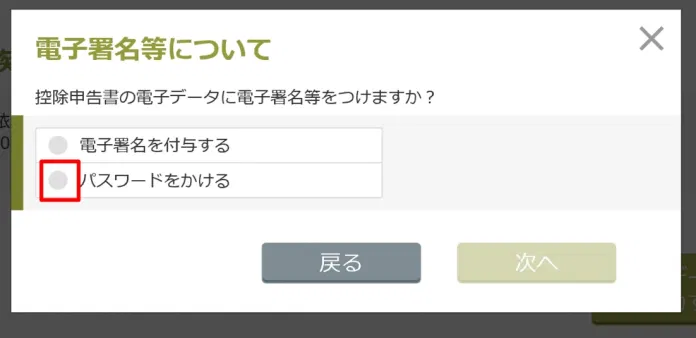 電子署名等について
控除申告書の電子データに電子署名等をつけますか？
電子署名を付与する
パスワードをかける
戻る
次へ